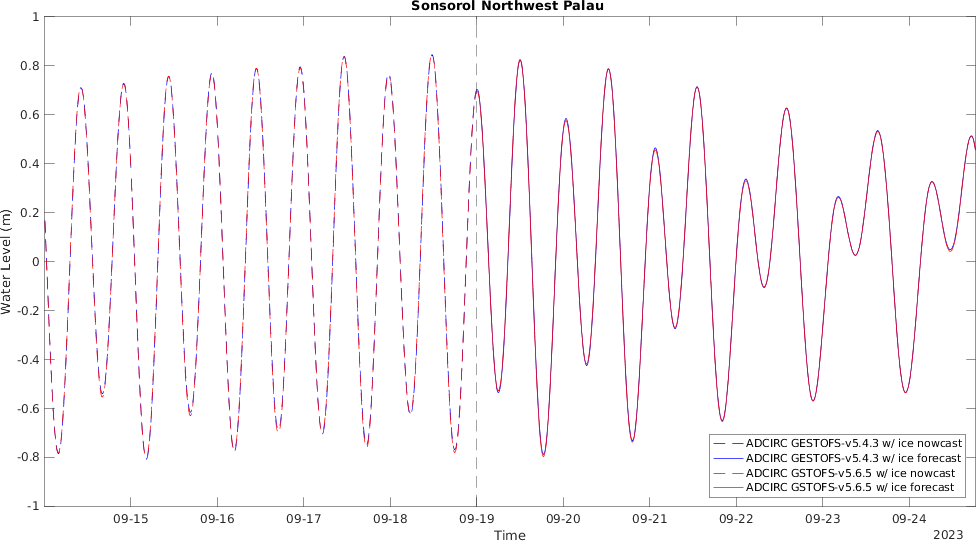 Sonsorol Northwest Palau
1
0.8
0.6
0.4
0.2
0
-0.2
-0.4
-0.6
-0.8
-1
Water Level (m)
ADCIRC GESTOFS-v5.4.3 w/ ice nowcast
ADCIRC GESTOFS-v5.4.3 w/ ice forecast
ADCIRC GSTOFS-v5.6.5 w/ ice nowcast
ADCIRC GSTOFS-v5.6.5 w/ ice forecast
09-15 09-16 09-17 09-18 09-19 09-20 09-21 09-22 09-23 09-24
Time
2023